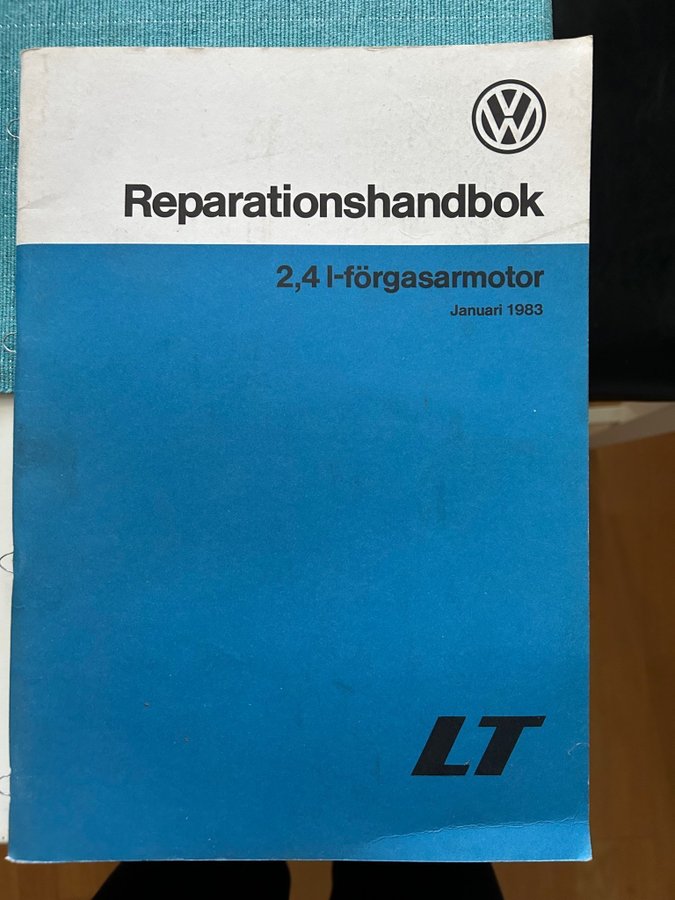 Reparationshandbok
2,4 l-förgasarmotor
Januari 1983
LT